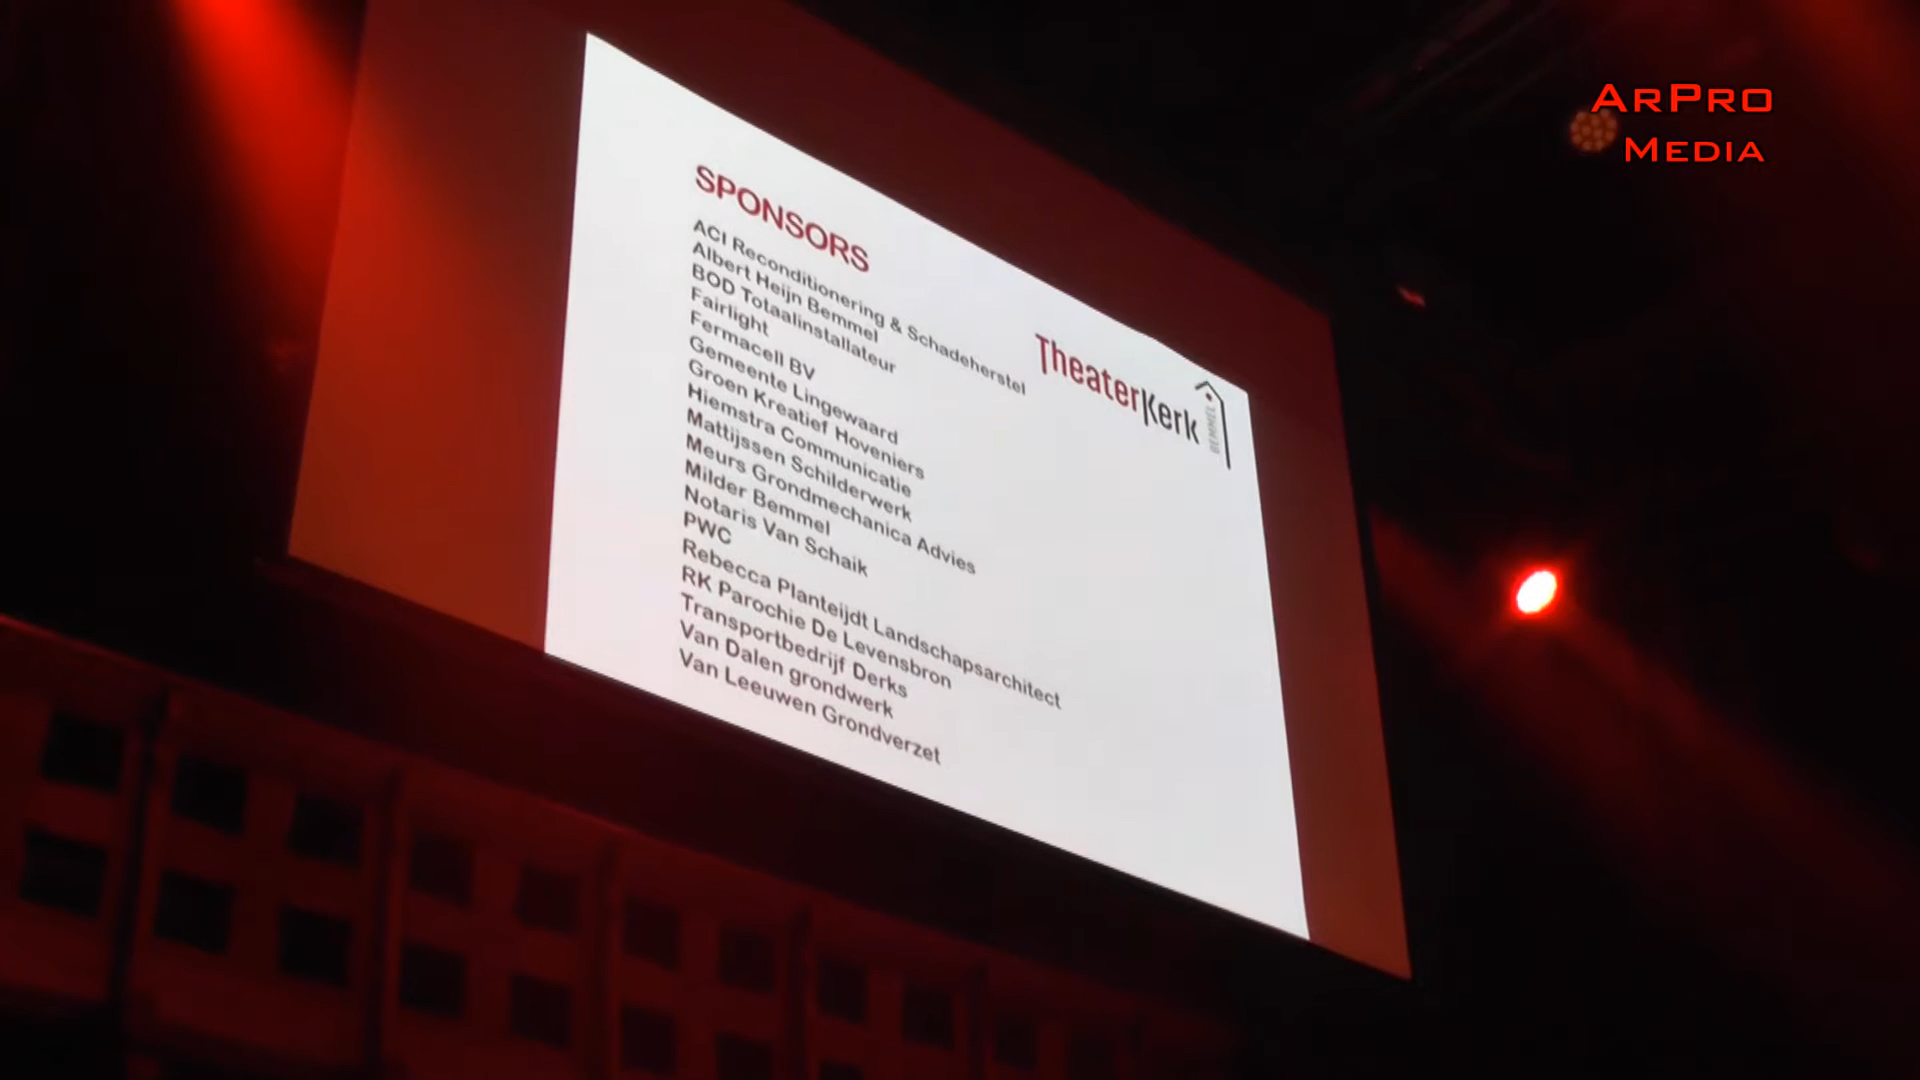 ARPRO
MEDIA
SPONSORS
ACI Reconditionering & Schadeherstel
Albert Heijn Bemmel
BOD Totaalinstallateur
Fairlight
Fermacell BV
Gemeente Lingewaard
Groen Kreatief Hoveniers
Hiemstra Communicatie
Mattijssen Schilderwerk
Meurs Grondmechanica Advies
Milder Bemmel
Notaris Van Schaik
PWC
Rebecca Planteijdt Landschapsarchitect
RK Parochie De Levensbron
Transportbedrijf Derks
Van Dalen grondwerk
Van Leeuwen Grondverzet
TheaterKerk
BEMMEL